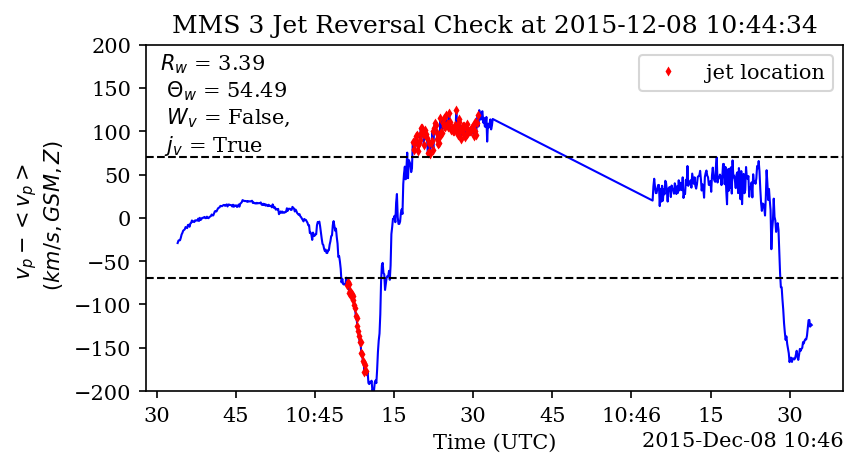 MMS 3 Jet Reversal Check at 2015-12-08 10:44:34
R_w = 3.39
Θ_w = 54.49
W_v = False,
j_v = True
jet location
v_p − <v_p>
(km/s, GSM, Z)
200
150
100
50
0
−50
−100
−150
−200
30 45 10:45 15 30 45 10:46 15 30
Time (UTC)
2015-Dec-08 10:46